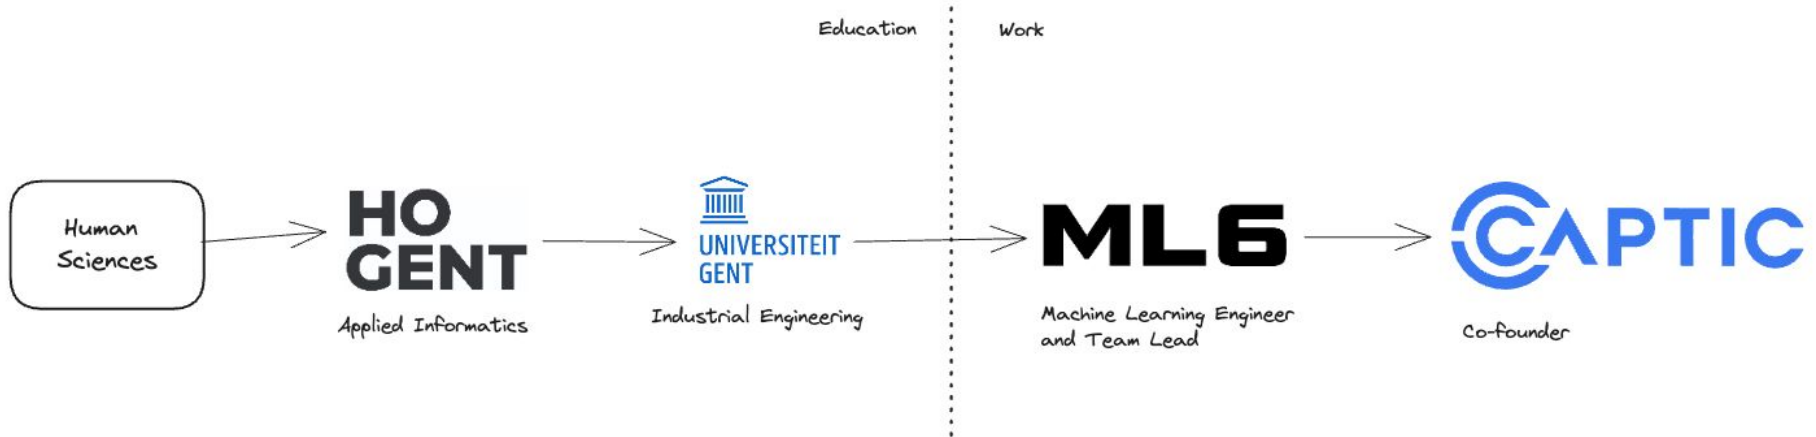 Education
Work
Human
Sciences
HO
GENT
Applied Informatics
UNIVERSITEIT
GENT
Industrial Engineering
ML6
Machine Learning Engineer
and Team Lead
CAPTIC
Co-founder